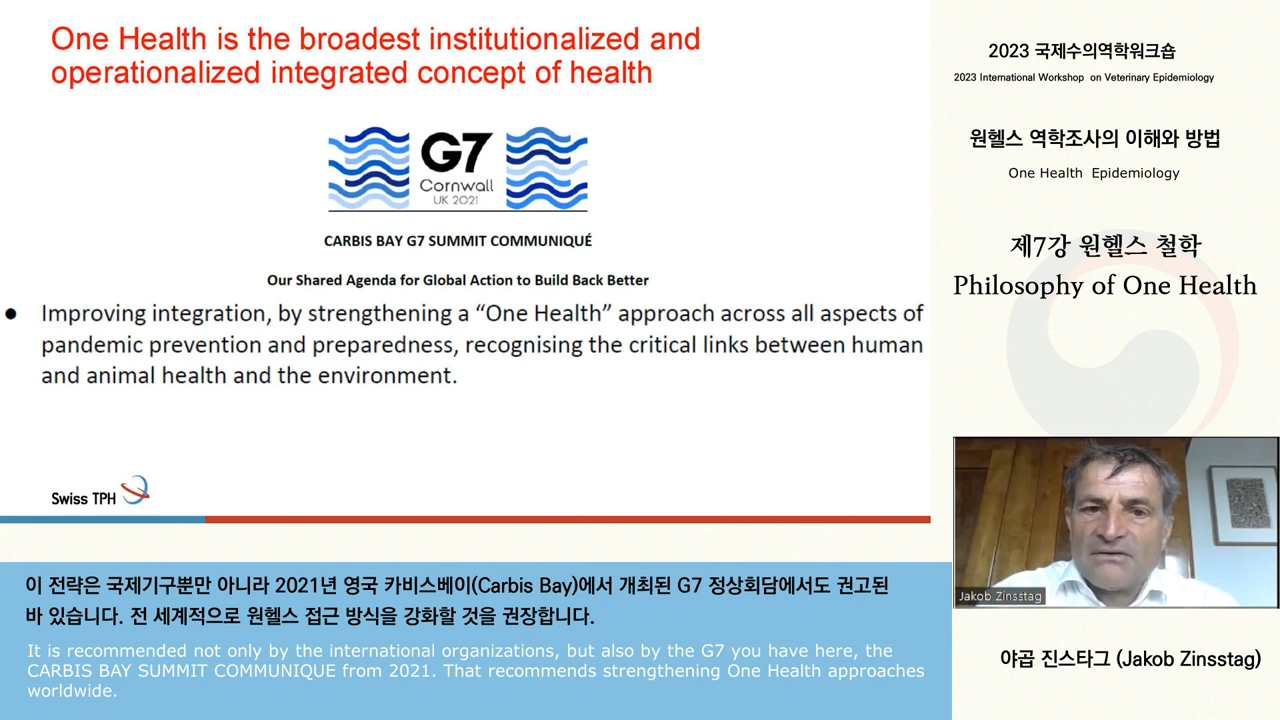 One Health is the broadest institutionalized and
operationalized integrated concept of health
G7
Cornwall
UK 2021
CARBIS BAY G7 SUMMIT COMMUNIQUÉ
Our Shared Agenda for Global Action to Build Back Better
● Improving integration, by strengthening a “One Health” approach across all aspects of
pandemic prevention and preparedness, recognising the critical links between human
and animal health and the environment.
Swiss TPH
이 전략은 국제기구뿐만 아니라 2021년 영국 카비스베이(Carbis Bay)에서 개최된 G7 정상회담에서도 권고된
바 있습니다. 전 세계적으로 원헬스 접근 방식을 강화할 것을 권장합니다.
It is recommended not only by the international organizations, but also by the G7 you have here, the
CARBIS BAY SUMMIT COMMUNIQUE from 2021. That recommends strengthening One Health approaches
worldwide.
2023 국제수의역학워크숍
2023 International Workshop on Veterinary Epidemiology
원헬스 역학조사의 이해와 방법
One Health Epidemiology
제7강 원헬스 철학
Philosophy of One Health
Jakob Zinsstag
야곱 진스타그 (Jakob Zinsstag)